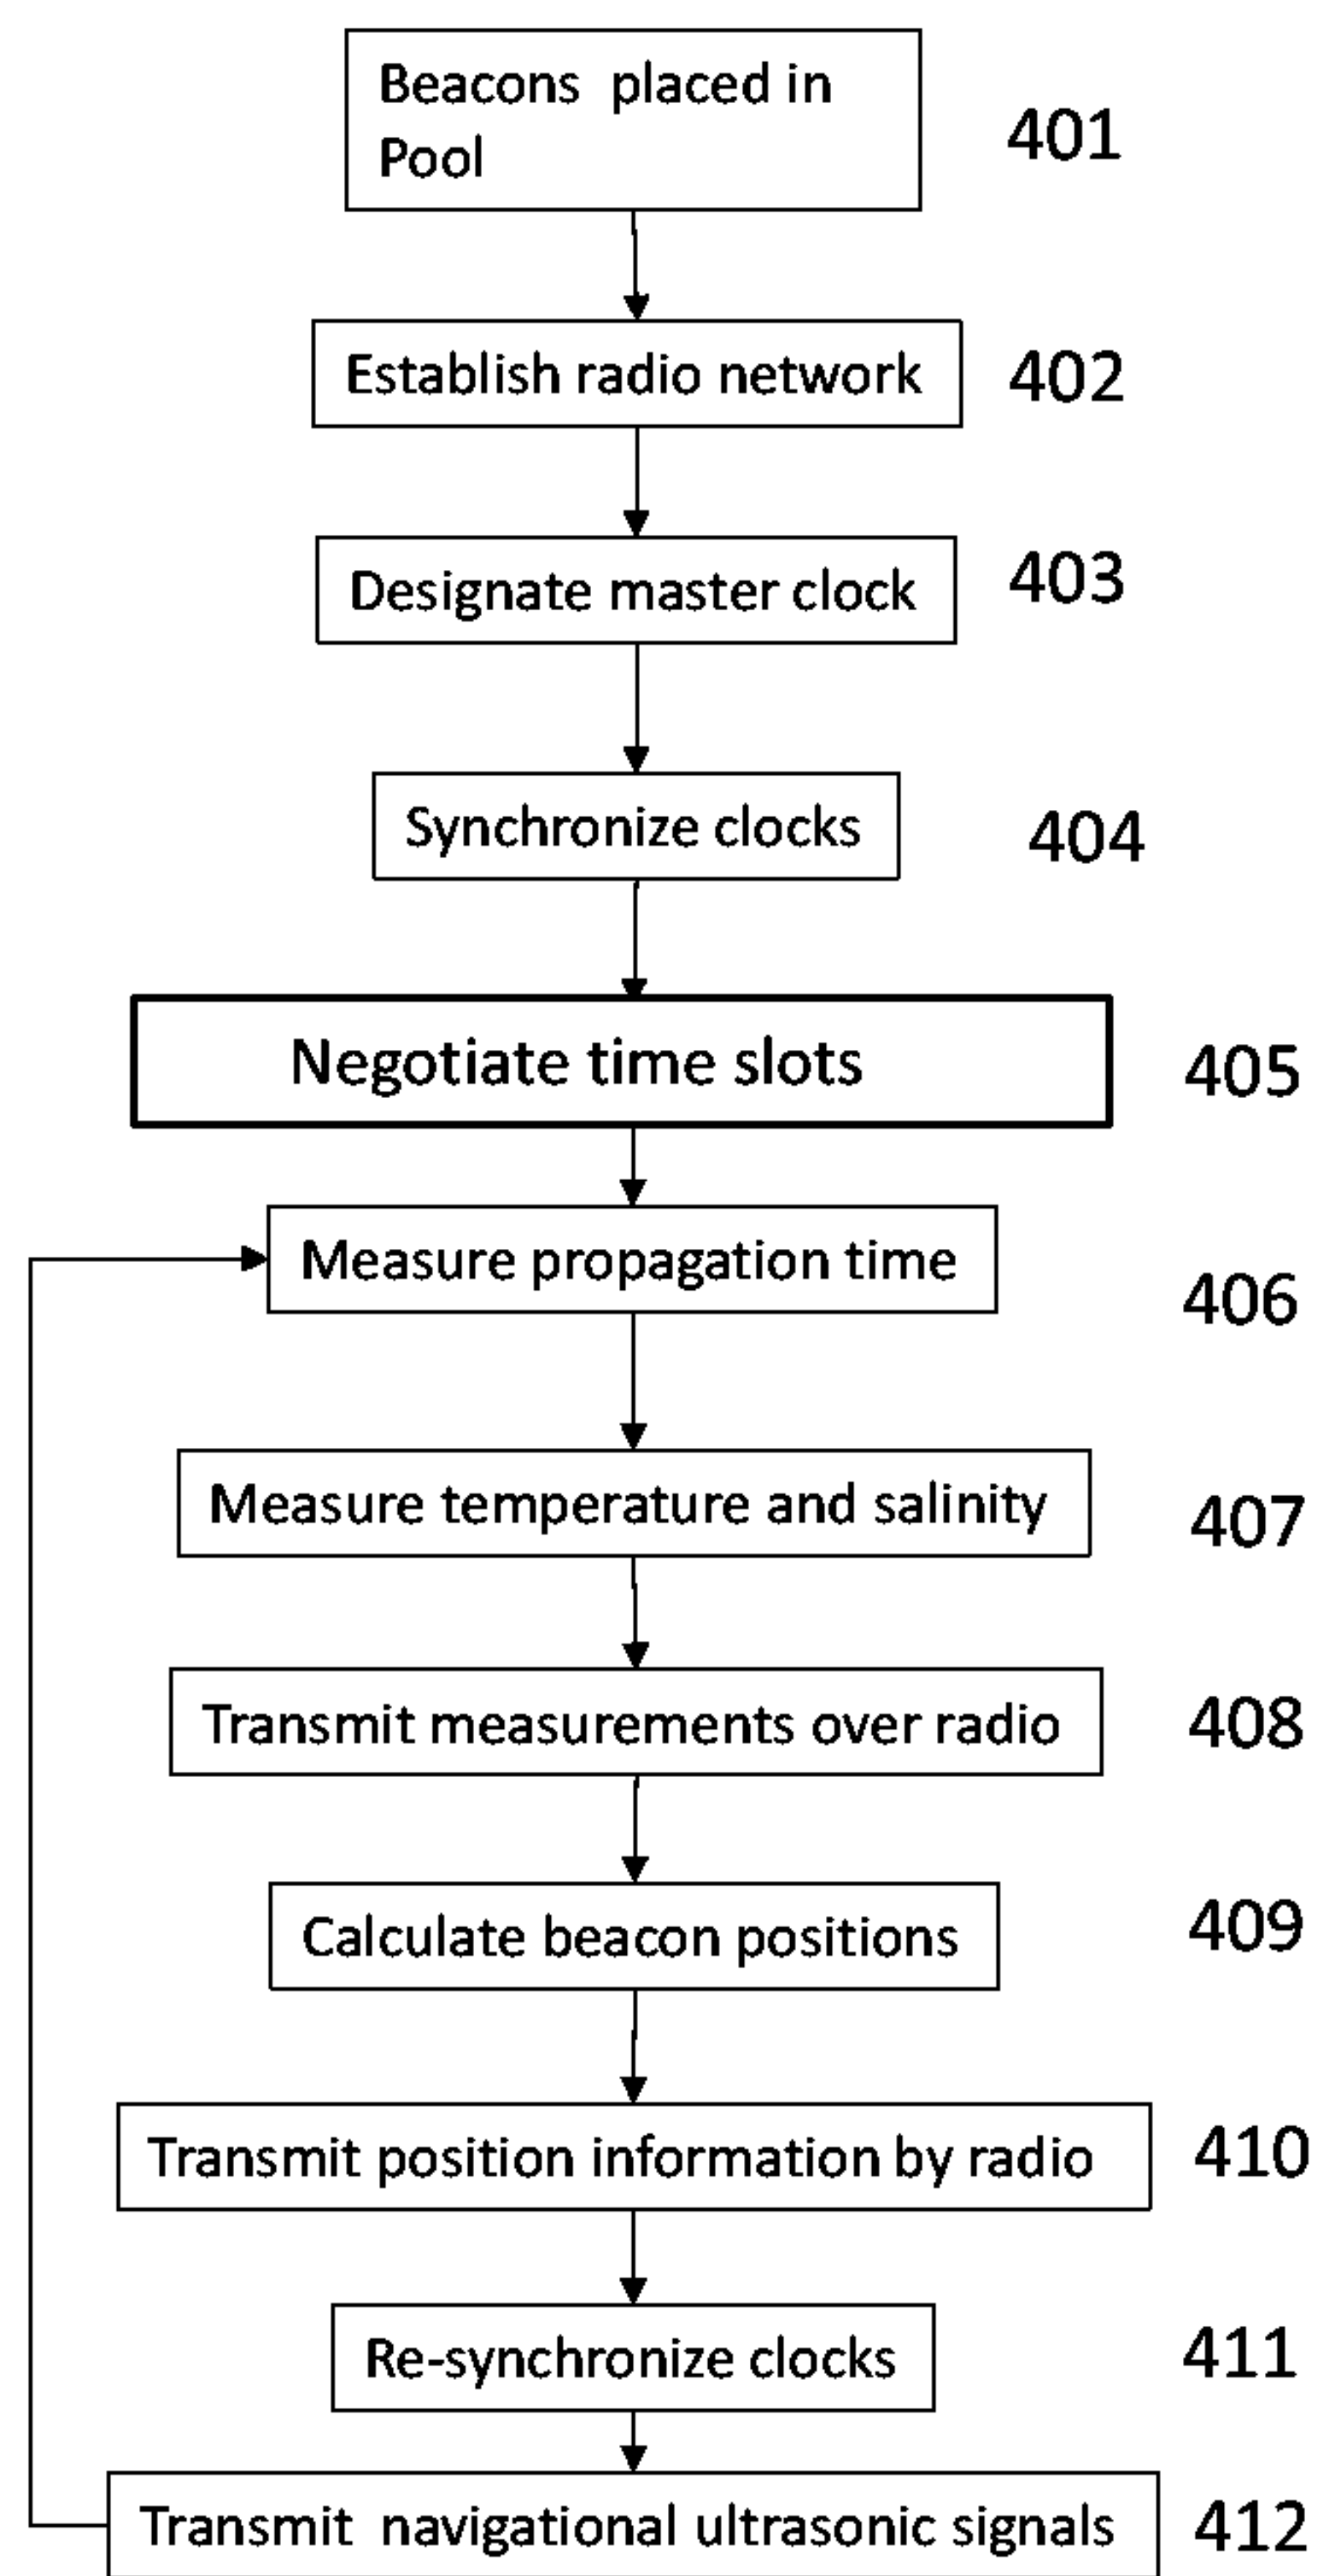 Beacons placed in
Pool
401
Establish radio network
402
Designate master clock
403
Synchronize clocks
404
Negotiate time slots
405
Measure propagation time
406
Measure temperature and salinity
407
Transmit measurements over radio
408
Calculate beacon positions
409
Transmit position information by radio
410
Re-synchronize clocks
411
Transmit navigational ultrasonic signals
412